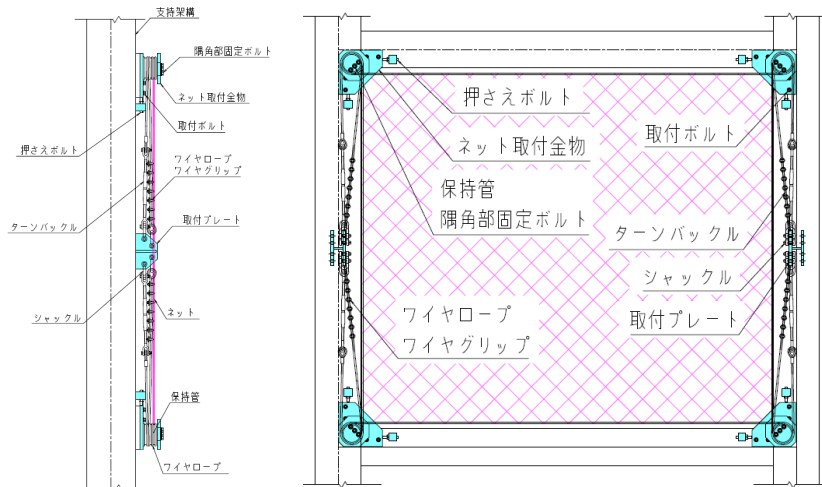 支持架構
隅角部固定ボルト
ネット取付金物
取付ボルト
押さえボルト
ワイヤロープ
ワイヤグリップ
ターンバックル
取付プレート
シャックル
ネット
保持管
ワイヤロープ
押さえボルト
ネット取付金物
取付ボルト
保持管
隅角部固定ボルト
ターンバックル
シャックル
ワイヤロープ
ワイヤグリップ
取付プレート